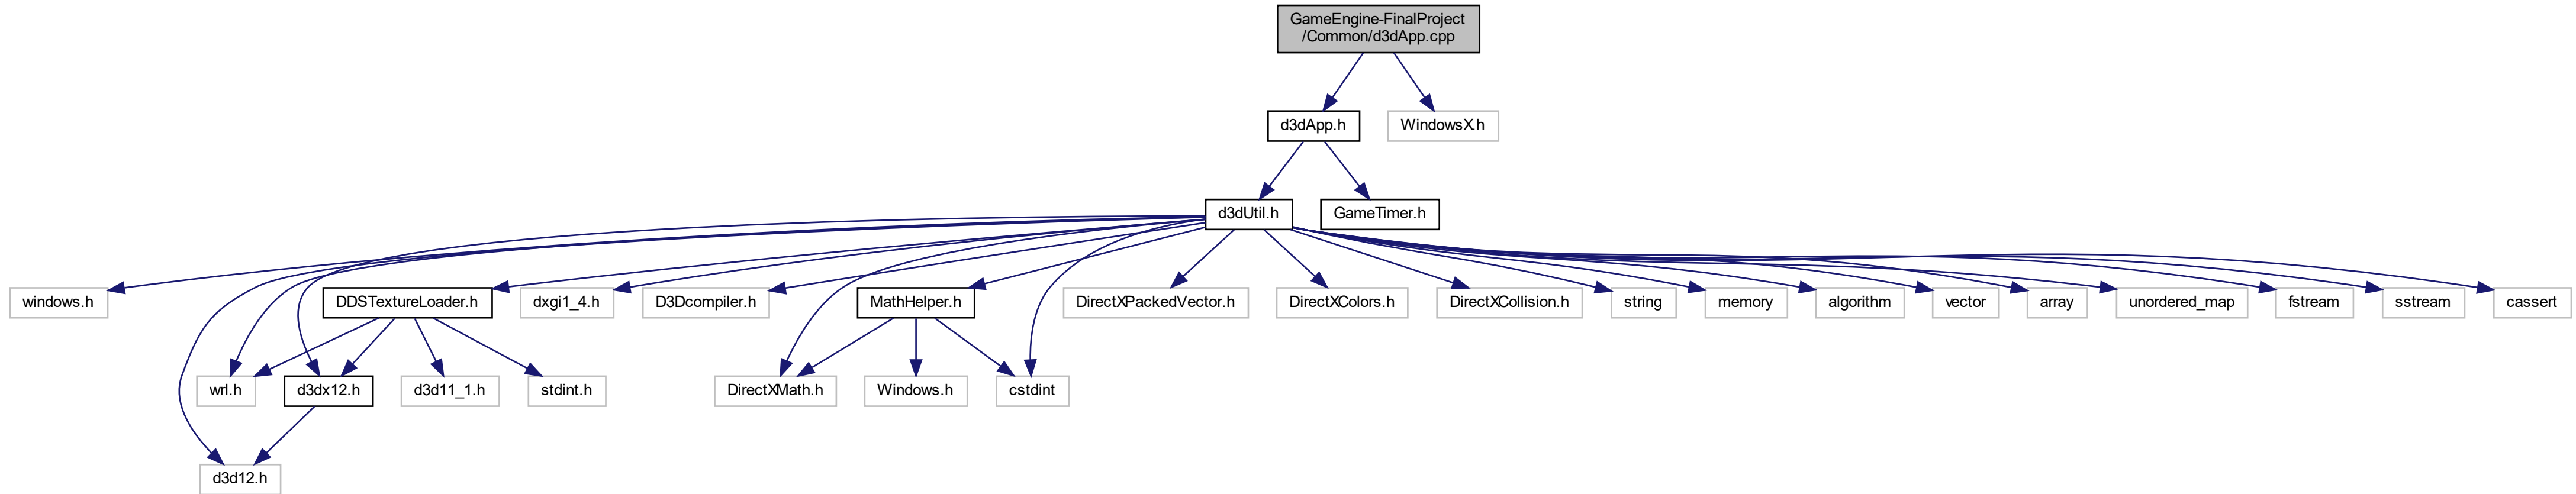 GameEngine-FinalProject
/Common/d3dApp.cpp
d3dApp.h
WindowsX.h
d3dUtil.h
GameTimer.h
windows.h
DDSTextureLoader.h
dxgi1_4.h
D3Dcompiler.h
MathHelper.h
DirectXPackedVector.h
DirectXColors.h
DirectXCollision.h
string
memory
algorithm
vector
array
unordered_map
fstream
sstream
cassert
wrl.h
d3dx12.h
d3d11_1.h
stdint.h
DirectXMath.h
Windows.h
cstdint
d3d12.h